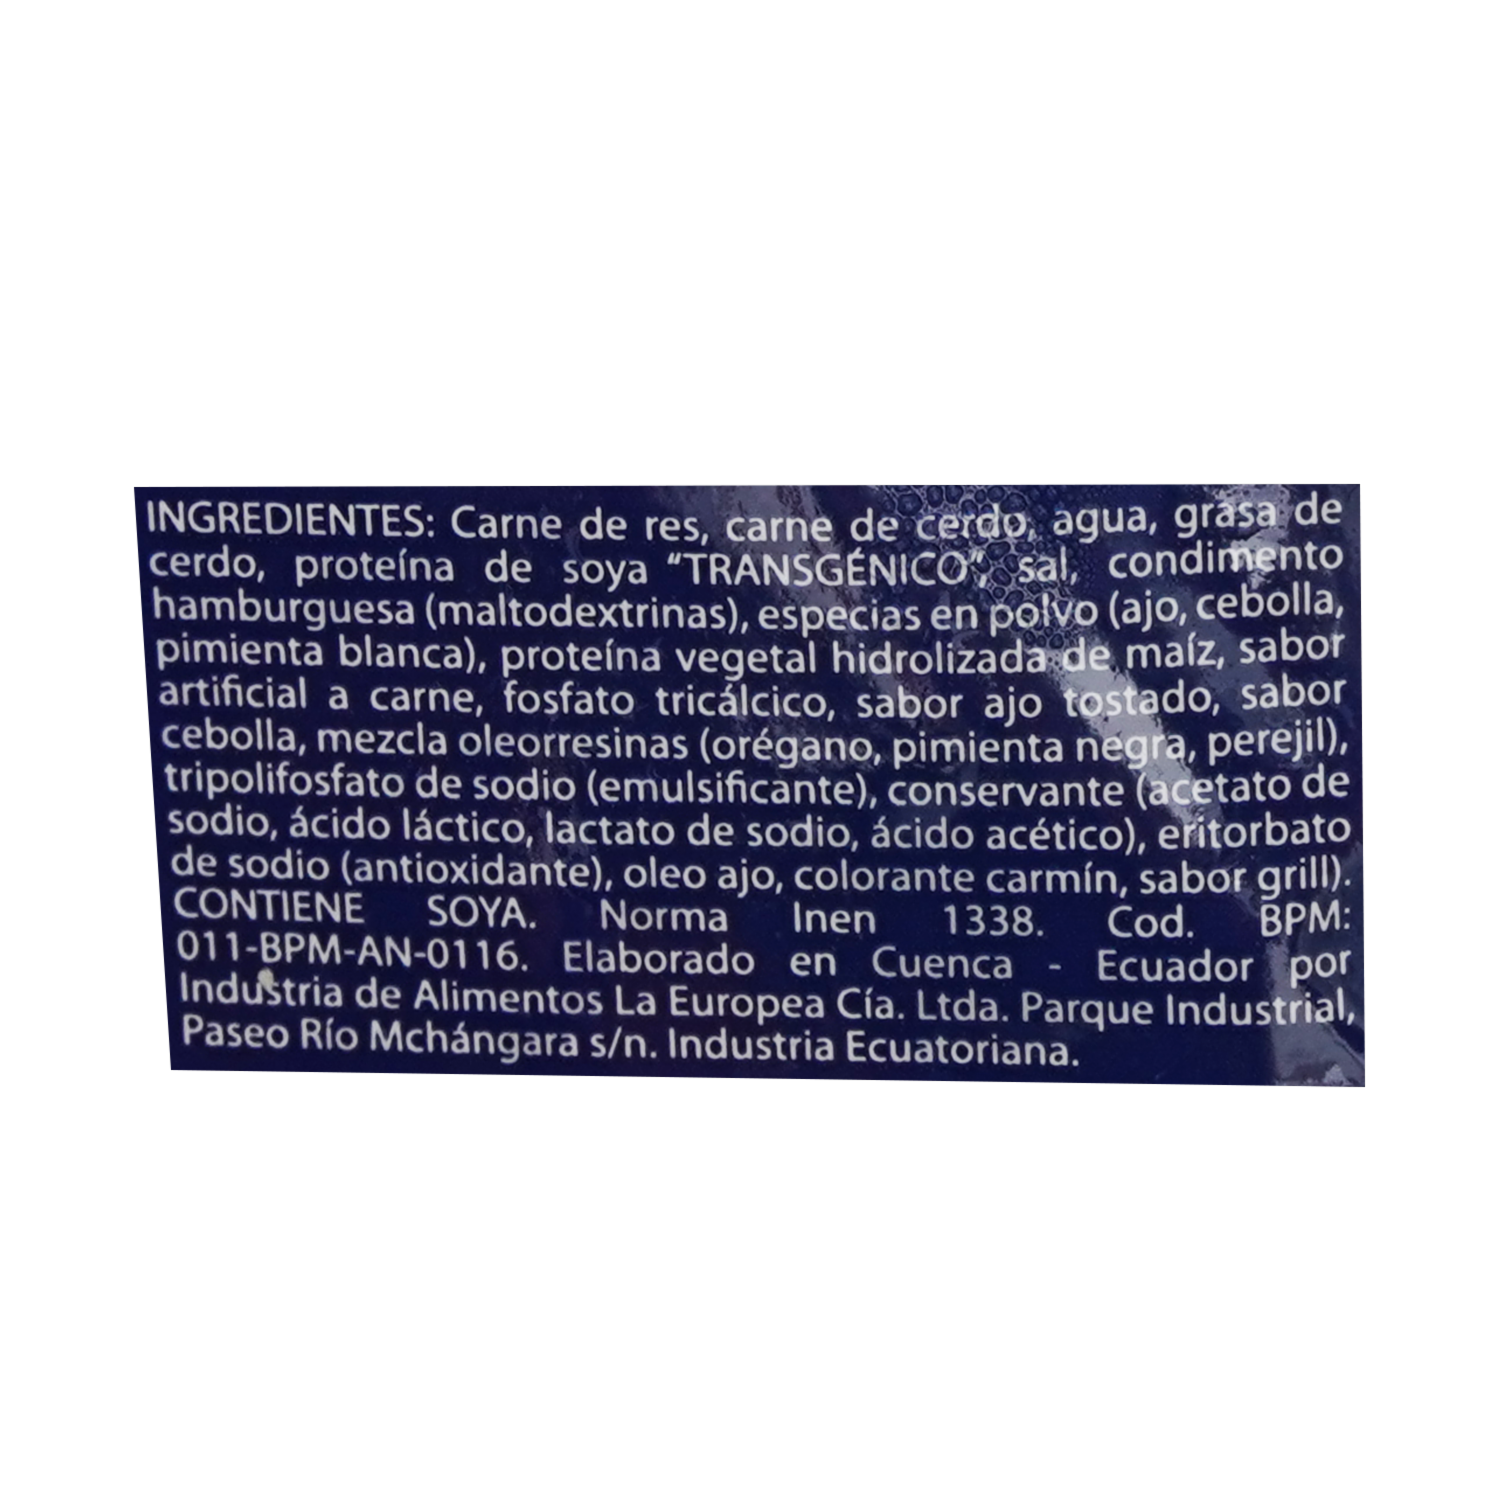 INGREDIENTES: Carne de res, carne de cerdo, agua, grasa de
cerdo, proteína de soya “TRANSGÉNICO”, sal, condimento
hamburguesa (maltodextrinas), especias en polvo (ajo, cebolla,
pimienta blanca), proteína vegetal hidrolizada de maíz, sabor
artificial a carne, fosfato tricálcico, sabor ajo tostado, sabor
cebolla, mezcla oleorresinas (orégano, pimienta negra, perejil),
tripolifosfato de sodio (emulsificante), conservante (acetato de
sodio, ácido láctico, lactato de sodio, ácido acético), eritorbato
de sodio (antioxidante), oleo ajo, colorante carmín, sabor grill).
CONTIENE SOYA. Norma Inen 1338. Cod. BPM:
011-BPM-AN-0116. Elaborado en Cuenca - Ecuador por
Industria de Alimentos La Europea Cía. Ltda. Parque Industrial,
Paseo Río Mchángara s/n. Industria Ecuatoriana.